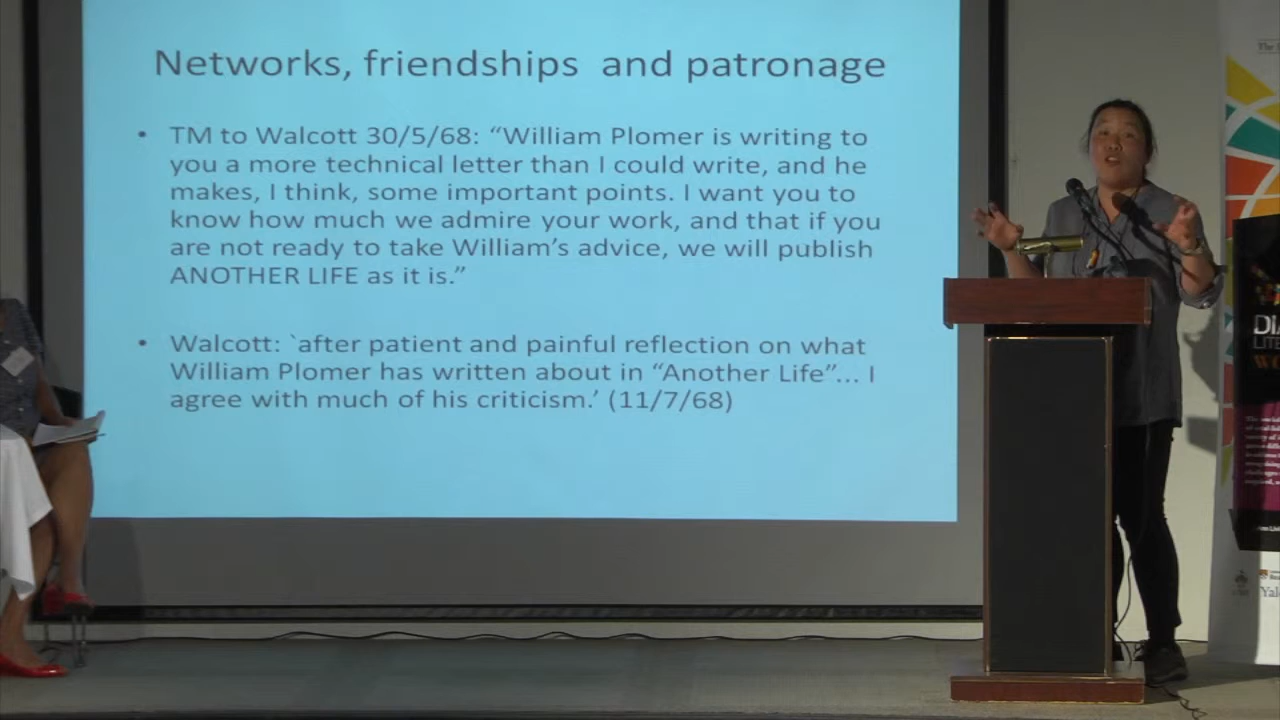 Networks, friendships and patronage
• TM to Walcott 30/5/68: “William Plomer is writing to
you a more technical letter than I could write, and he
makes, I think, some important points. I want you to
know how much we admire your work, and that if you
are not ready to take William’s advice, we will publish
ANOTHER LIFE as it is.”
• Walcott: `after patient and painful reflection on what
William Plomer has written about in “Another Life”... I
agree with much of his criticism.’ (11/7/68)
The
DI
LITE
Yal